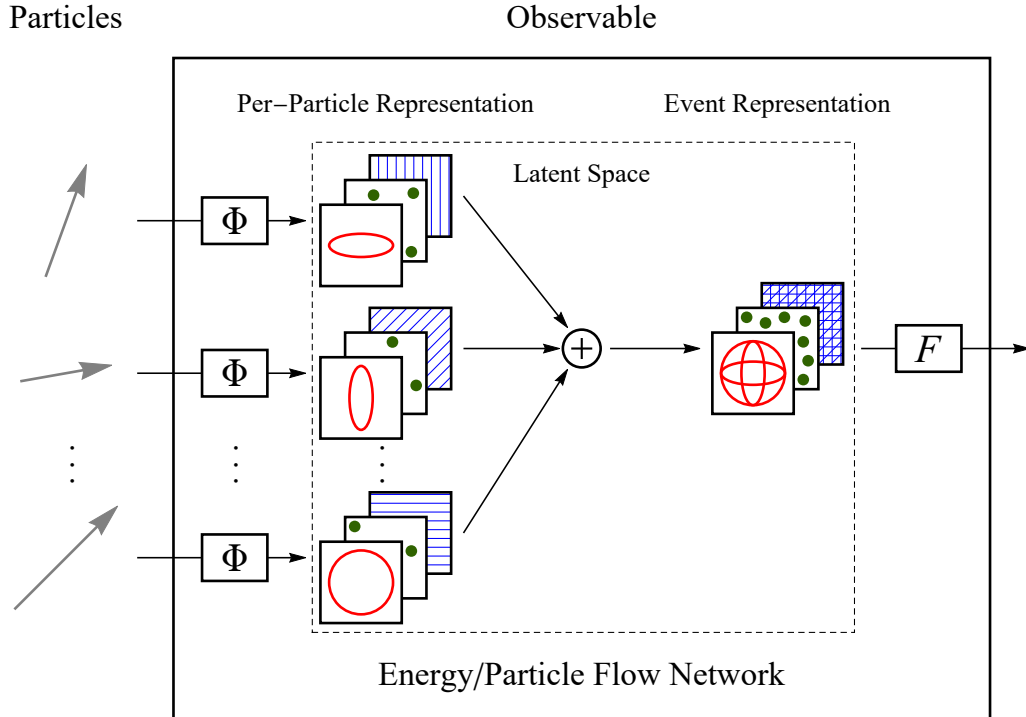 Particles
Observable
Per−Particle Representation
Event Representation
Latent Space
Φ
Φ
Φ
+
F
Energy/Particle Flow Network